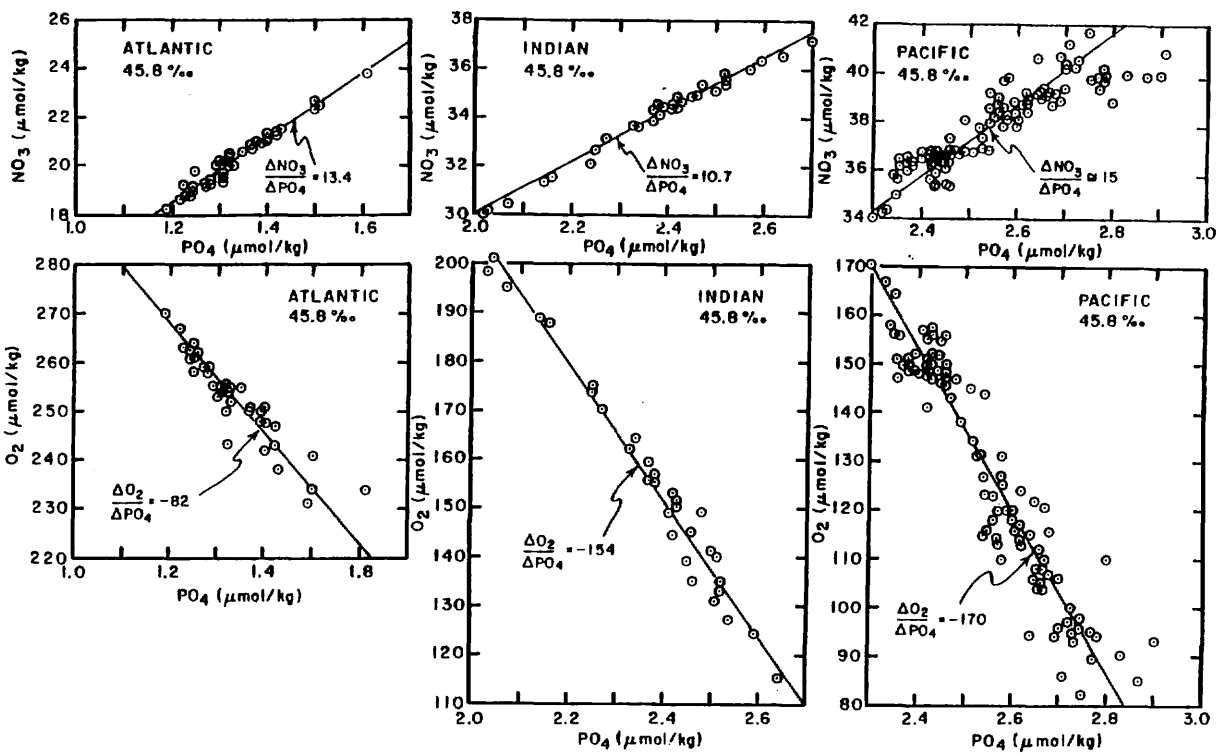 ATLANTIC
45.8 ‰
NO3 (μmol/kg)
26
24
22
20
18
ΔNO3
ΔPO4
=13.4
1.0
1.2
1.4
1.6
PO4 (μmol/kg)
INDIAN
45.8 ‰
NO3 (μmol/kg)
38
36
34
32
30
ΔNO3
ΔPO4
=10.7
2.0
2.2
2.4
2.6
PO4 (μmol/kg)
PACIFIC
45.8 ‰
NO3 (μmol/kg)
42
40
38
36
34
ΔNO3
ΔPO4
≃15
2.4
2.6
2.8
3.0
PO4 (μmol/kg)
ATLANTIC
45.8 ‰
O2 (μmol/kg)
280
270
260
250
240
230
220
ΔO2
ΔPO4
=-82
1.0
1.2
1.4
1.6
1.8
PO4 (μmol/kg)
INDIAN
45.8 ‰
O2 (μmol/kg)
200
190
180
170
160
150
140
130
120
110
ΔO2
ΔPO4
=-154
2.0
2.2
2.4
2.6
PO4 (μmol/kg)
PACIFIC
45.8 ‰
O2 (μmol/kg)
170
160
150
140
130
120
110
100
90
80
ΔO2
ΔPO4
=-170
2.4
2.6
2.8
3.0
PO4 (μmol/kg)